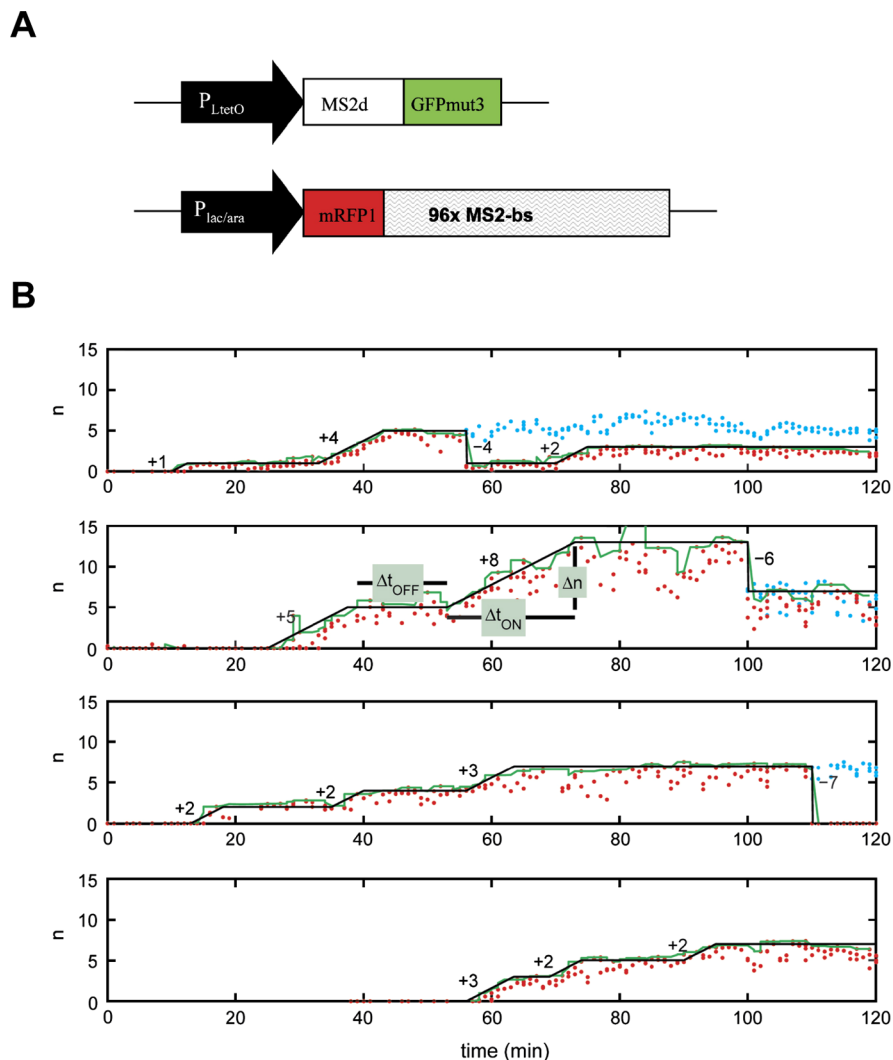 A
P_LtetO MS2d GFPmut3
P_lac/ara mRFP1 96x MS2-bs
B
15
10
5
0
n
+1
+4
−4
+2
0 20 40 60 80 100 120
15
10
5
0
n
+5
Δt_OFF
+8
Δt_ON
Δn
−6
0 20 40 60 80 100 120
15
10
5
0
n
+2
+2
+3
−7
0 20 40 60 80 100 120
15
10
5
0
n
+3
+2
+2
0 20 40 60 80 100 120
time (min)